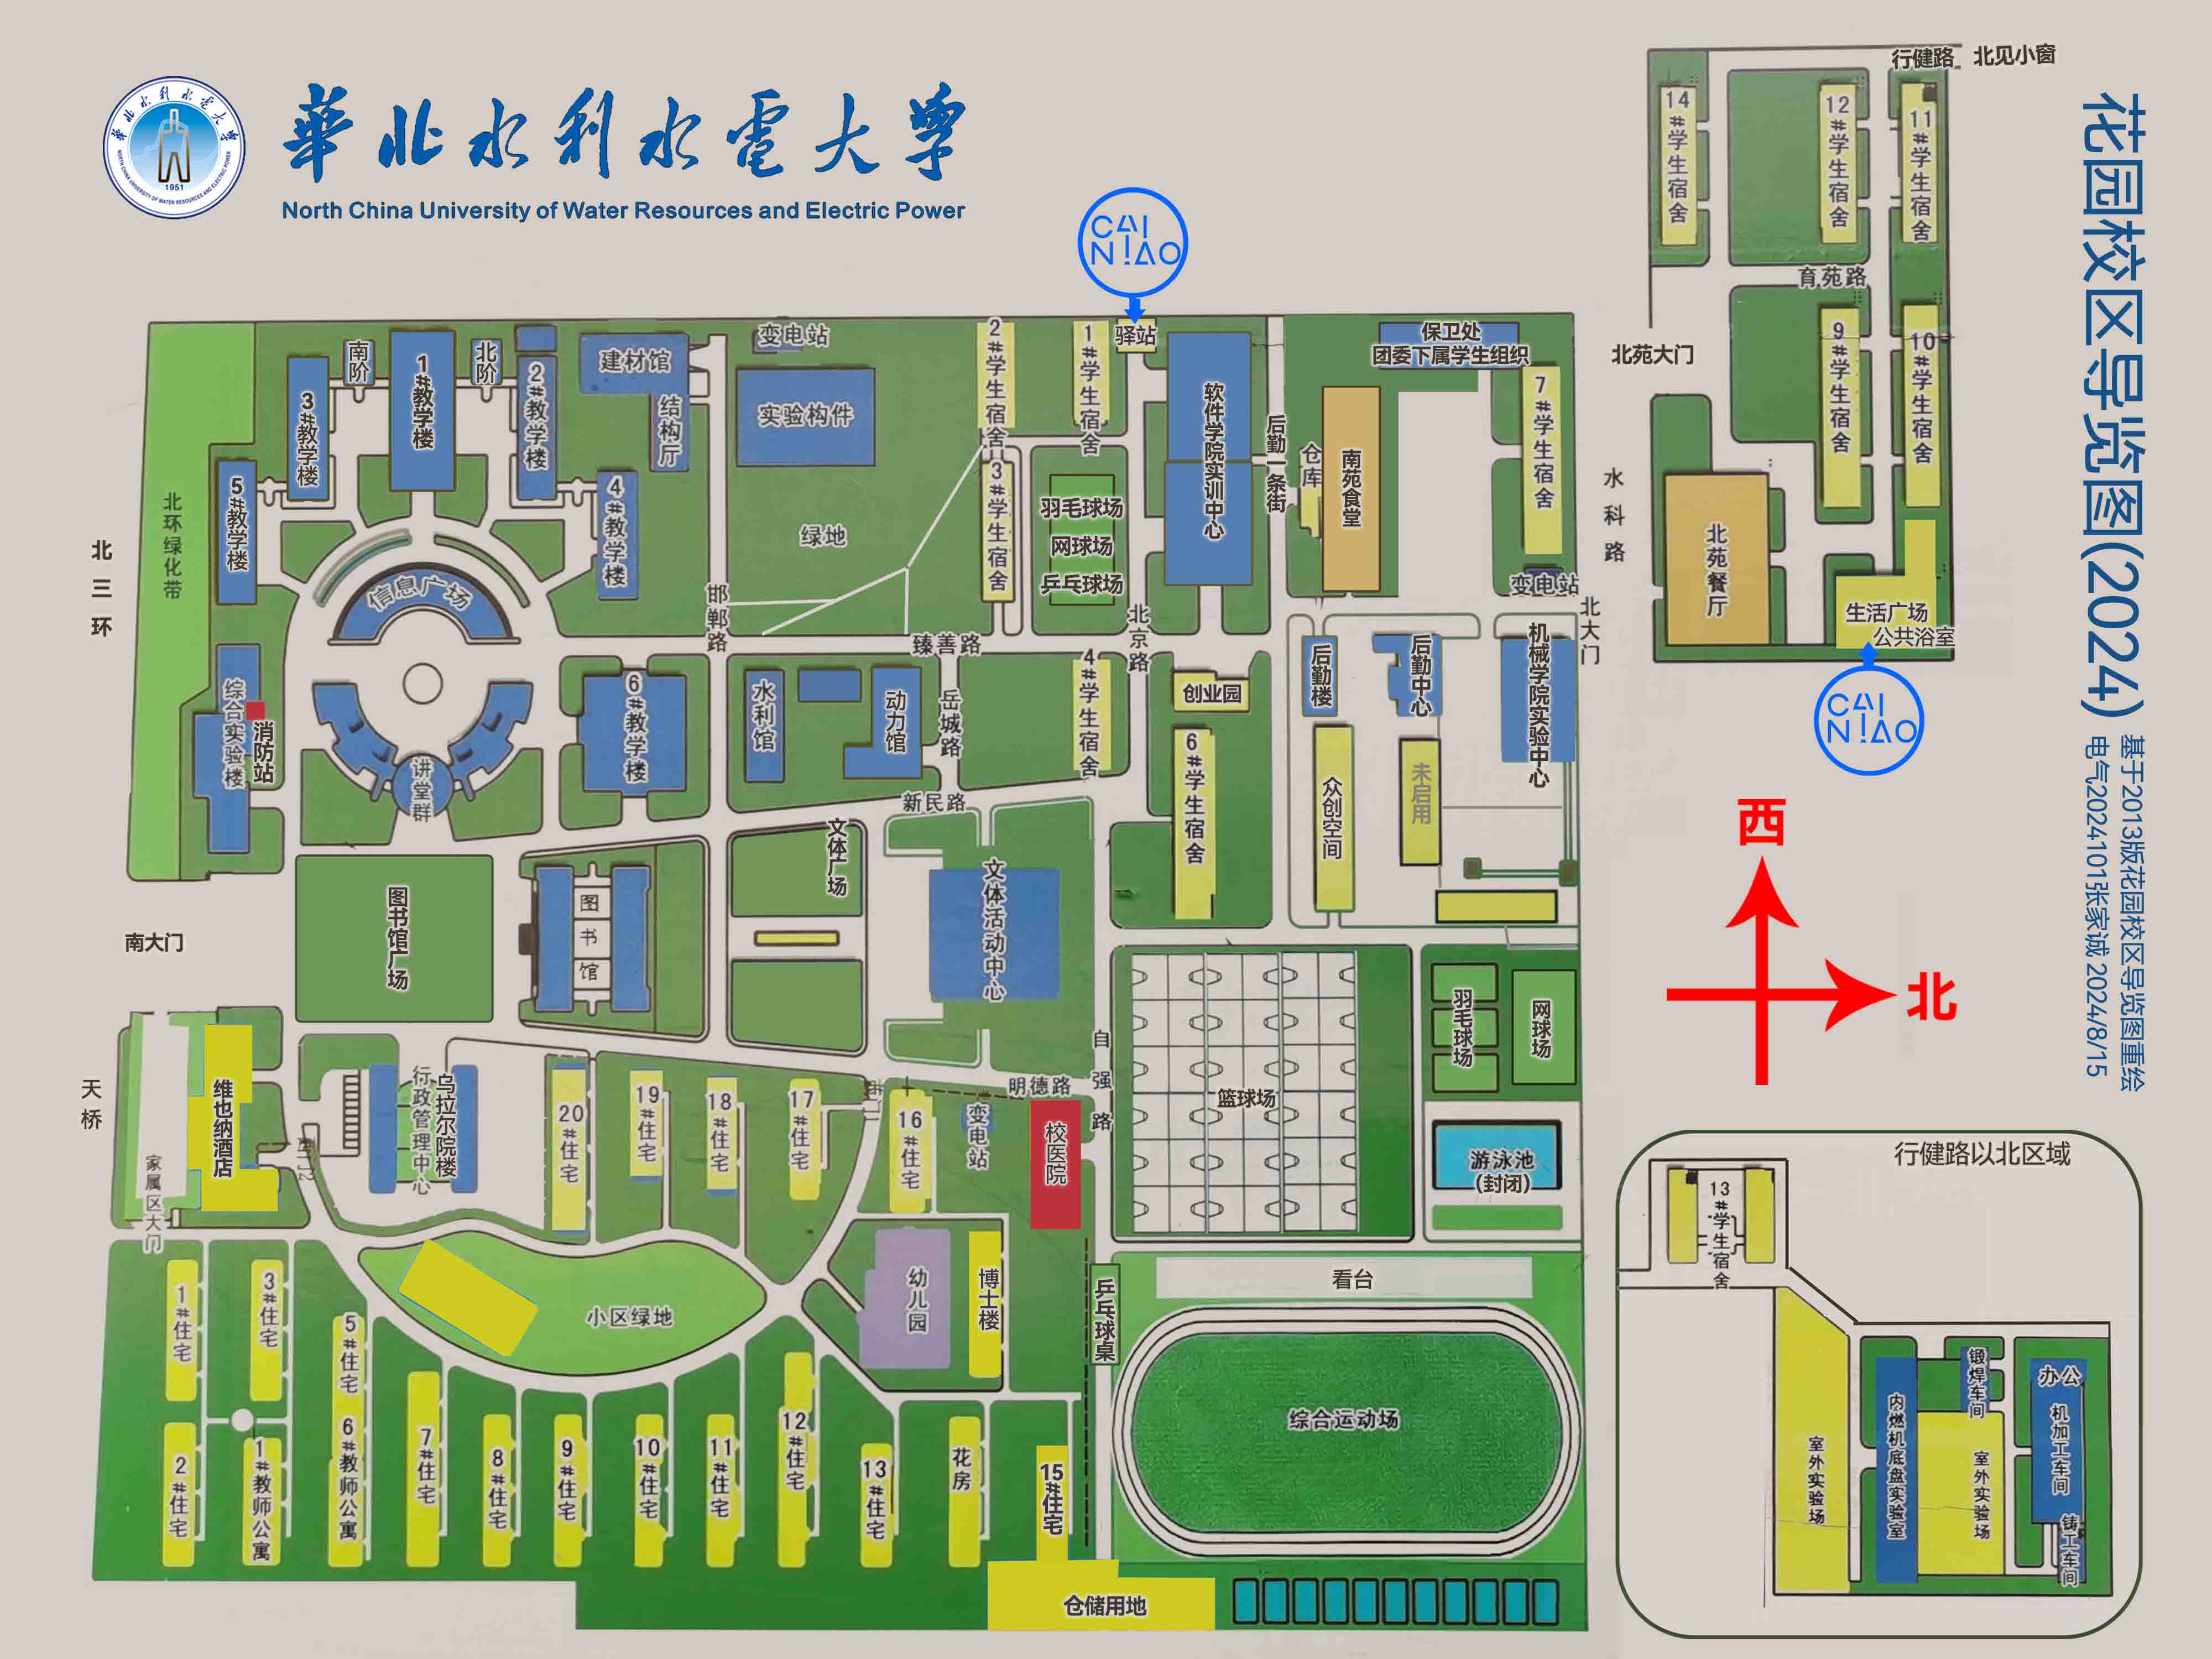 華北水利水電大學
North China University of Water Resources and Electric Power
華北水利水電大學
NORTH CHINA UNIVERSITY OF WATER RESOURCES AND ELECTRIC POWER
1951
花园校区导览图(2024)
基于2013版花园校区导览图重绘
电气2024101张家诚 2024/8/15
CAI
NIAO
驿站
行健路
北见小窗
14#学生宿舍
12#学生宿舍
11#学生宿舍
育苑路
9#学生宿舍
10#学生宿舍
北苑大门
水科路
北苑餐厅
生活广场
公共浴室
CAI
NIAO
西
北
北三环
北环绿化带
南阶
1#教学楼
北阶
3#教学楼
2#教学楼
5#教学楼
4#教学楼
建材馆
结构厅
变电站
实验构件
绿地
2#学生宿舍
1#学生宿舍
3#学生宿舍
羽毛球场
网球场
乒乓球场
软件学院实训中心
后勤一条街
仓库
南苑食堂
保卫处
团委下属学生组织
7#学生宿舍
变电站
北大门
信息广场
邯郸路
臻善路
北京路
综合实验楼
消防站
讲堂群
6#教学楼
水利馆
动力馆
岳城路
4#学生宿舍
创业园
6#学生宿舍
后勤楼
后勤中心
机械学院实验中心
众创空间
未启用
新民路
文体广场
文体活动中心
图书馆广场
图书馆
南大门
天桥
维也纳酒店
家属区大门
西门2
行政管理中心
乌拉尔院楼
20#住宅
19#住宅
18#住宅
17#住宅
16#住宅
变电站
明德路
自强路
校医院
篮球场
羽毛球场
网球场
游泳池
(封闭)
看台
综合运动场
乒乓球桌
幼儿园
博士楼
小区绿地
1#住宅
3#住宅
5#住宅
2#住宅
1#教师公寓
6#教师公寓
7#住宅
8#住宅
9#住宅
10#住宅
11#住宅
12#住宅
13#住宅
花房
15#住宅
仓储用地
行健路以北区域
13#学生宿舍
室外实验场
内燃机底盘实验室
锻焊车间
室外实验场
办公
机加工车间
铸工车间